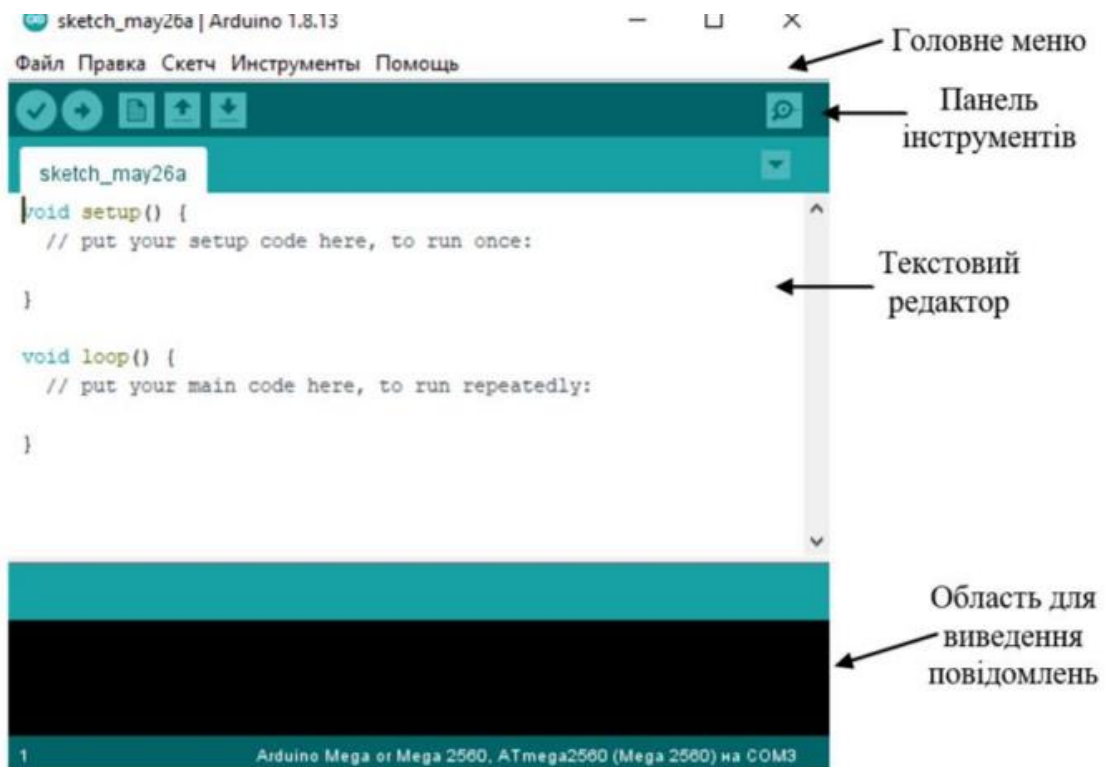 sketch_may26a | Arduino 1.8.13
Файл Правка Скетч Инструменты Помощь
Головне меню
Панель
інструментів
sketch_may26a
void setup() {
// put your setup code here, to run once:
}
void loop() {
// put your main code here, to run repeatedly:
}
Текстовий
редактор
Область для
виведення
повідомлень
1
Arduino Mega or Mega 2560, ATmega2560 (Mega 2560) на COM3